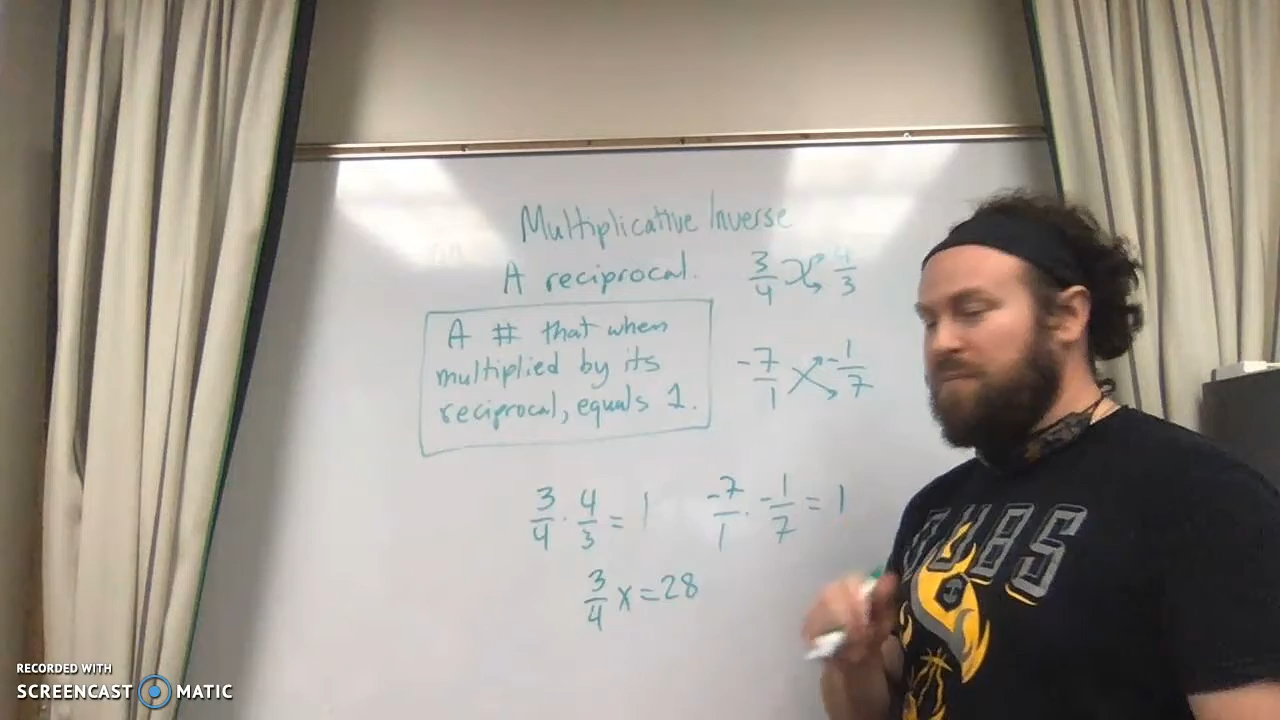 Multiplicative Inverse
A reciprocal.
3/4 4/3
A # that when
multiplied by its
reciprocal, equals 1.
-7/1 -1/7
3/4 · 4/3 = 1
-7/1 · -1/7 = 1
3/4 x = 28
DUBS
RECORDED WITH
SCREENCAST MATIC